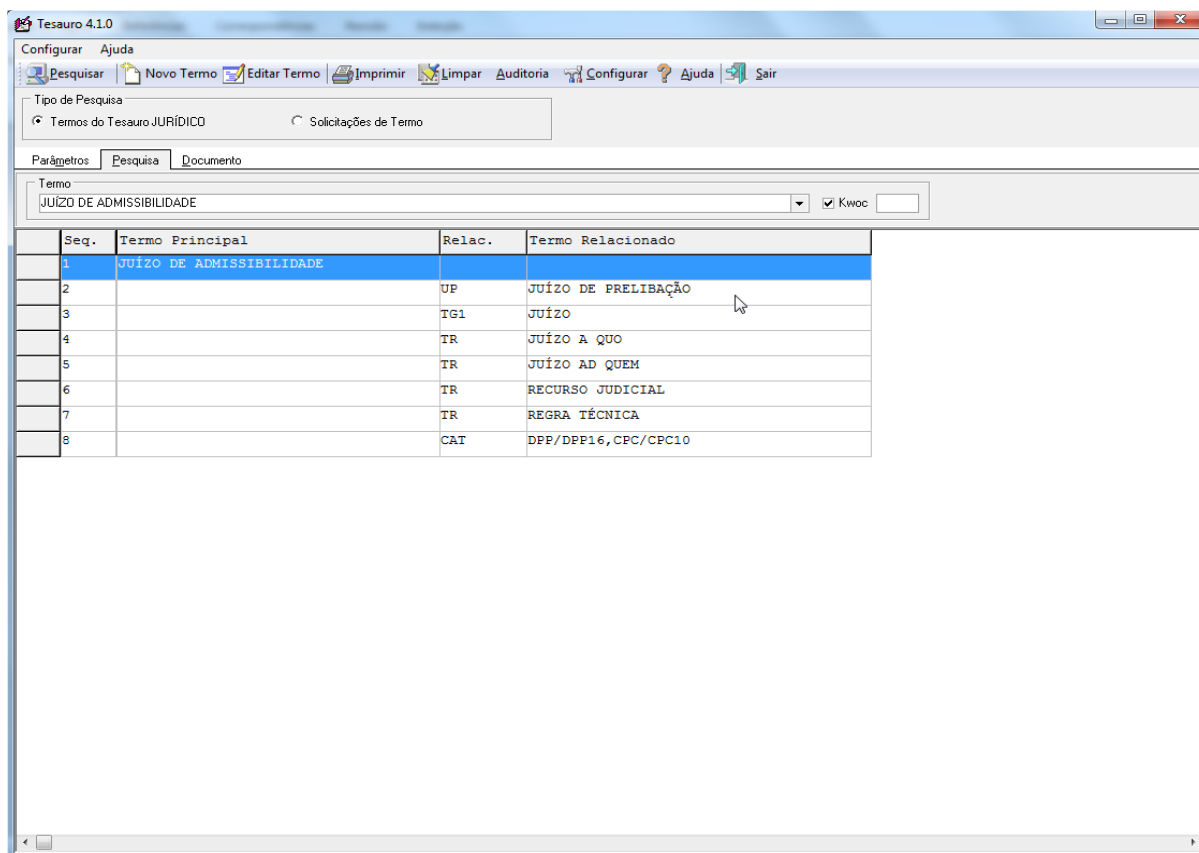 Tesauro 4.1.0
Configurar Ajuda
Pesquisar Novo Termo Editar Termo Imprimir Limpar Auditoria Configurar Ajuda Sair
Tipo de Pesquisa
Termos do Tesauro JURÍDICO Solicitações de Termo
Parâmetros Pesquisa Documento
Termo
JUÍZO DE ADMISSIBILIDADE Kwoc
Seq. Termo Principal Relac. Termo Relacionado
1 JUÍZO DE ADMISSIBILIDADE
2 UP JUÍZO DE PRELIBAÇÃO
3 TG1 JUÍZO
4 TR JUÍZO A QUO
5 TR JUÍZO AD QUEM
6 TR RECURSO JUDICIAL
7 TR REGRA TÉCNICA
8 CAT DPP/DPP16,CPC/CPC10